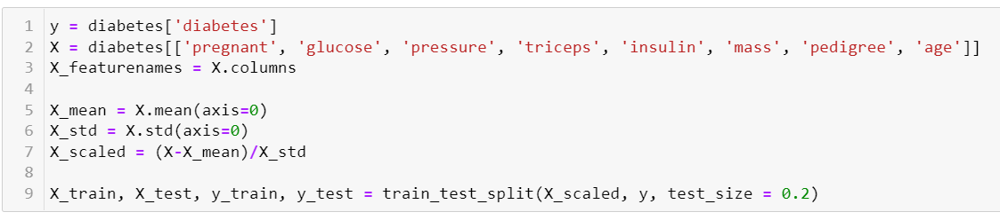 1 y = diabetes['diabetes']
2 X = diabetes[['pregnant', 'glucose', 'pressure', 'triceps', 'insulin', 'mass', 'pedigree', 'age']]
3 X_featurenames = X.columns
4
5 X_mean = X.mean(axis=0)
6 X_std = X.std(axis=0)
7 X_scaled = (X-X_mean)/X_std
8
9 X_train, X_test, y_train, y_test = train_test_split(X_scaled, y, test_size = 0.2)